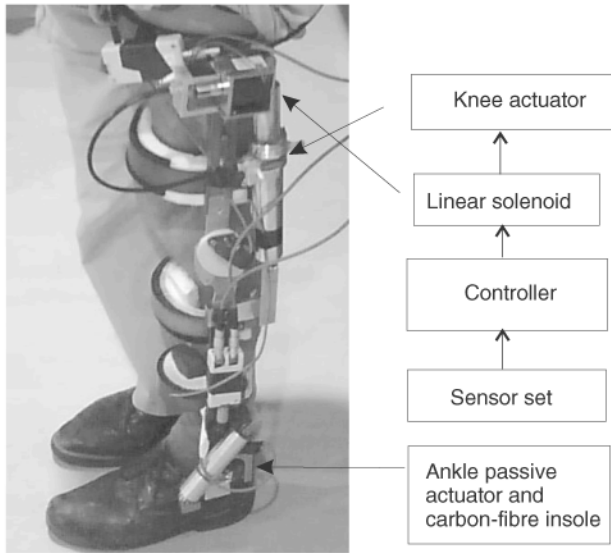 Knee actuator
Linear solenoid
Controller
Sensor set
Ankle passive
actuator and
carbon-fibre insole